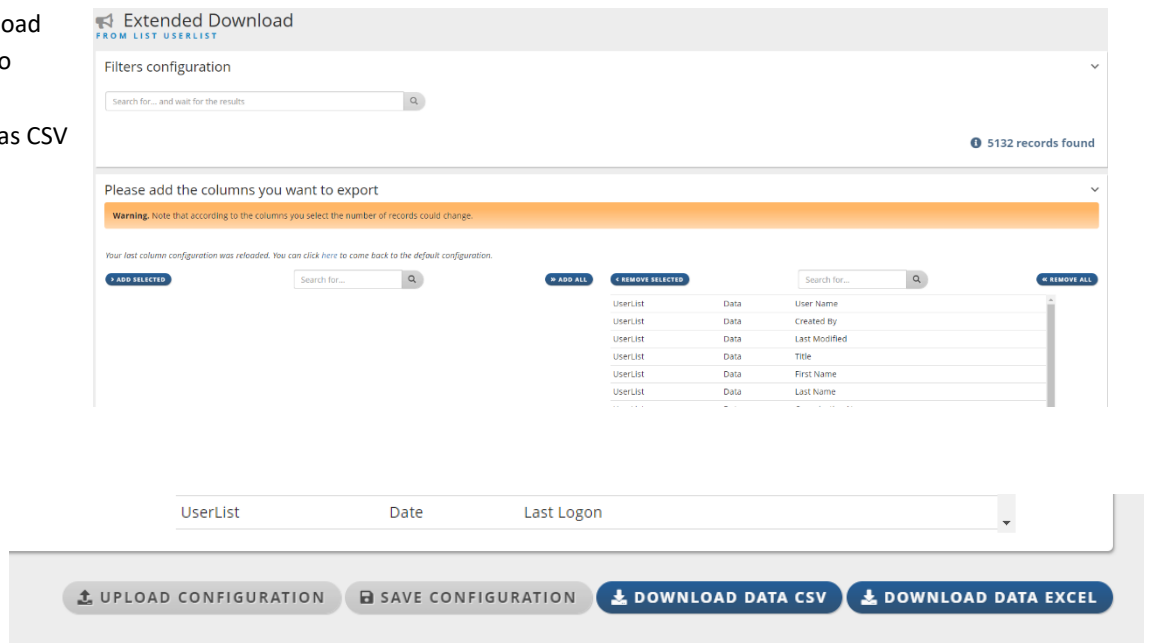 Extended Download
FROM LIST USERLIST
o
as CSV
Filters configuration
Search for... and wait for the results
5132 records found
Please add the columns you want to export
Warning. Note that according to the columns you select the number of records could change.
Your last column configuration was reloaded. You can click here to come back to the default configuration.
ADD SELECTED Search for... ADD ALL REMOVE SELECTED Search for... REMOVE ALL
UserList Data User Name
UserList Data Created By
UserList Data Last Modified
UserList Data Title
UserList Data First Name
UserList Data Last Name
UserList Date Last Logon
UPLOAD CONFIGURATION SAVE CONFIGURATION DOWNLOAD DATA CSV DOWNLOAD DATA EXCEL